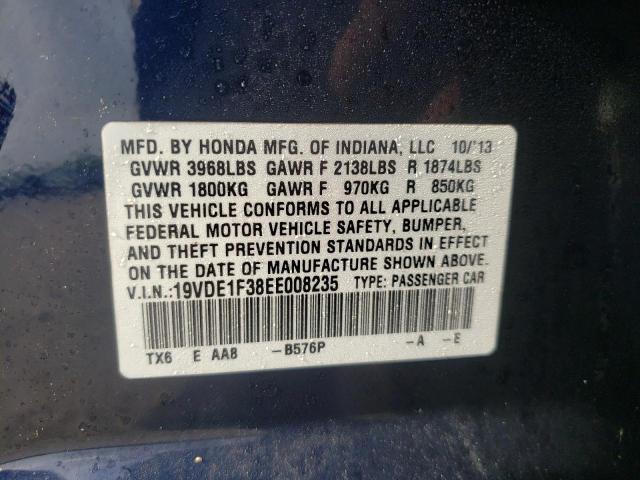 MFD. BY HONDA MFG. OF INDIANA, LLC 10/13
GVWR 3968LBS GAWR F 2138LBS R 1874LBS
GVWR 1800KG GAWR F 970KG R 850KG
THIS VEHICLE CONFORMS TO ALL APPLICABLE
FEDERAL MOTOR VEHICLE SAFETY, BUMPER,
AND THEFT PREVENTION STANDARDS IN EFFECT
ON THE DATE OF MANUFACTURE SHOWN ABOVE.
V.I.N.:19VDE1F38EE008235 TYPE: PASSENGER CAR
TX6 E AA8 -B576P -A -E